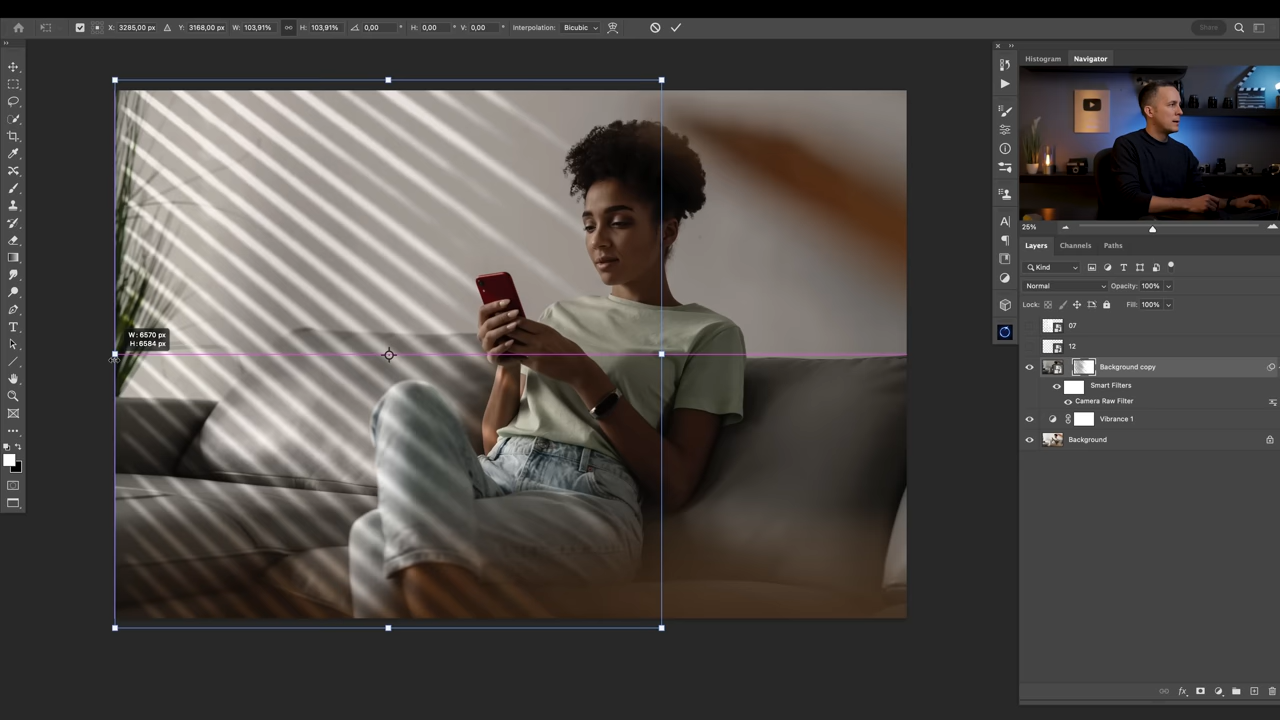 X: 3285,00 px Y: 3168,00 px W: 103,91% H: 103,91% 0,00 ° H: 0,00 ° V: 0,00 ° Interpolation: Bicubic Share
Histogram Navigator
25%
Layers Channels Paths
Kind
Normal Opacity: 100%
Lock: Fill: 100%
07
W: 6570 px
H: 6584 px
12
Background copy
Smart Filters
Camera Raw Filter
Vibrance 1
Background